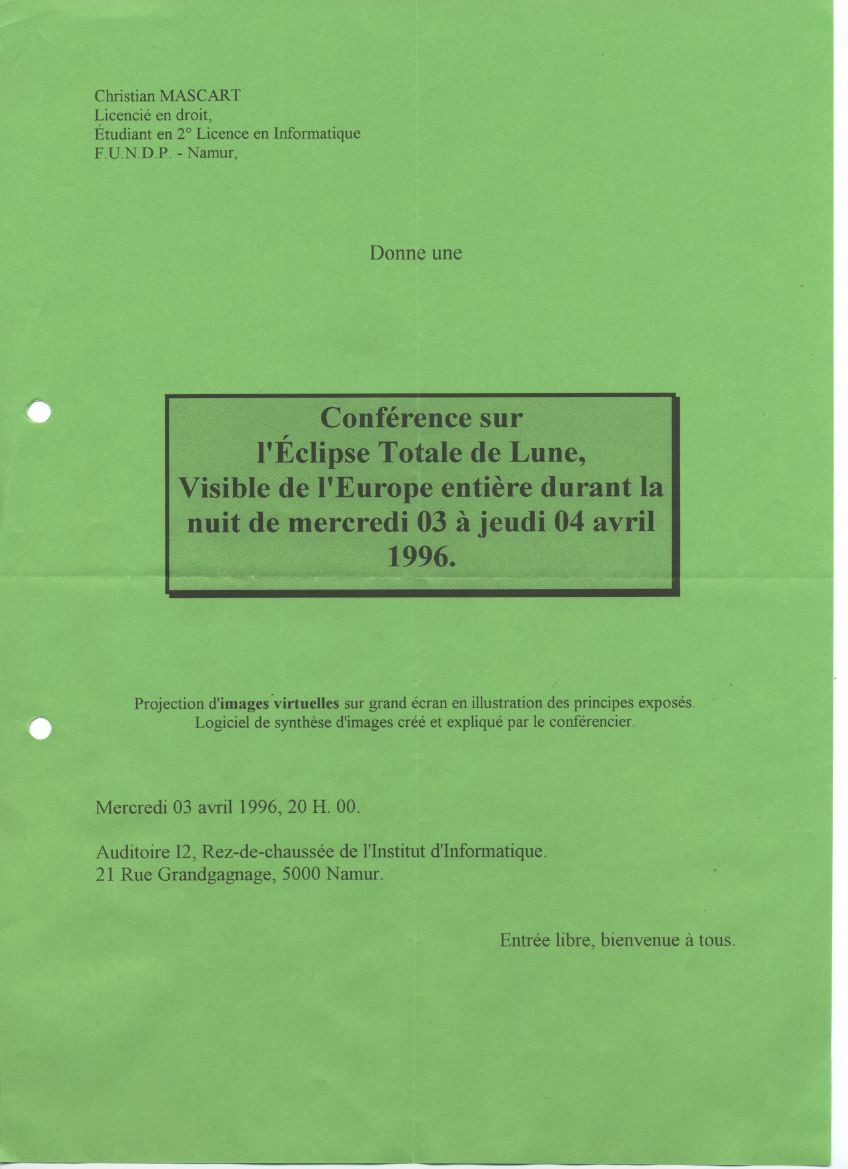 Christian MASCART
Licencié en droit,
Étudiant en 2° Licence en Informatique
F.U.N.D.P. - Namur,
Donne une
Conférence sur
l'Éclipse Totale de Lune,
Visible de l'Europe entière durant la
nuit de mercredi 03 à jeudi 04 avril
1996.
Projection d'images virtuelles sur grand écran en illustration des principes exposés.
Logiciel de synthèse d'images créé et expliqué par le conférencier.
Mercredi 03 avril 1996, 20 H. 00.
Auditoire I2, Rez-de-chaussée de l'Institut d'Informatique.
21 Rue Grandgagnage, 5000 Namur.
Entrée libre, bienvenue à tous.